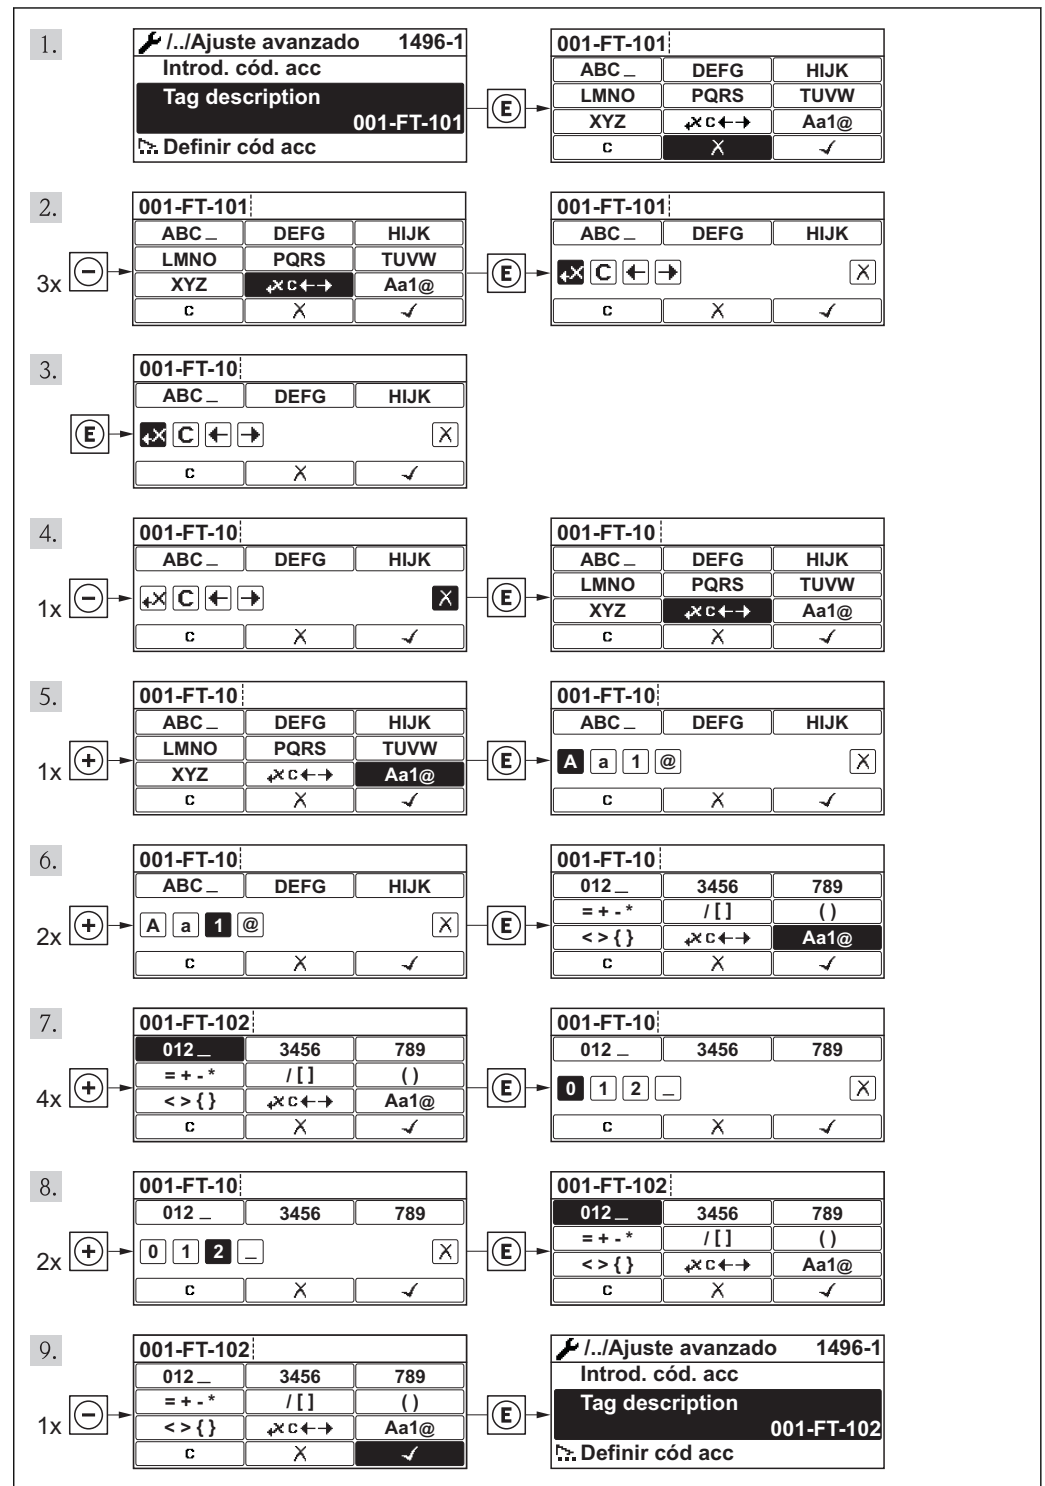 1.
/../Ajuste avanzado 1496-1
Introd. cód. acc
Tag description
001-FT-101
Definir cód acc
E
001-FT-101
ABC_ DEFG HIJK
LMNO PQRS TUVW
XYZ C Aa1@
C X ✓
2.
3x -
001-FT-101
ABC_ DEFG HIJK
LMNO PQRS TUVW
XYZ C Aa1@
C X ✓
E
001-FT-101
ABC_ DEFG HIJK
C X
C X ✓
3.
E
001-FT-10
ABC_ DEFG HIJK
C X
C X ✓
4.
1x -
001-FT-10
ABC_ DEFG HIJK
C X
C X ✓
E
001-FT-10
ABC_ DEFG HIJK
LMNO PQRS TUVW
XYZ C Aa1@
C X ✓
5.
1x +
001-FT-10
ABC_ DEFG HIJK
LMNO PQRS TUVW
XYZ C Aa1@
C X ✓
E
001-FT-10
ABC_ DEFG HIJK
A a 1 @ X
C X ✓
6.
2x +
001-FT-10
ABC_ DEFG HIJK
A a 1 @ X
C X ✓
E
001-FT-10
012_ 3456 789
= + - * / [ ] ( )
< > { } C Aa1@
C X ✓
7.
4x +
001-FT-102
012_ 3456 789
= + - * / [ ] ( )
< > { } C Aa1@
C X ✓
E
001-FT-10
012_ 3456 789
0 1 2 _ X
C X ✓
8.
2x +
001-FT-10
012_ 3456 789
0 1 2 _ X
C X ✓
E
001-FT-102
012_ 3456 789
= + - * / [ ] ( )
< > { } C Aa1@
C X ✓
9.
1x -
001-FT-102
012_ 3456 789
= + - * / [ ] ( )
< > { } C Aa1@
C X ✓
E
/../Ajuste avanzado 1496-1
Introd. cód. acc
Tag description
001-FT-102
Definir cód acc